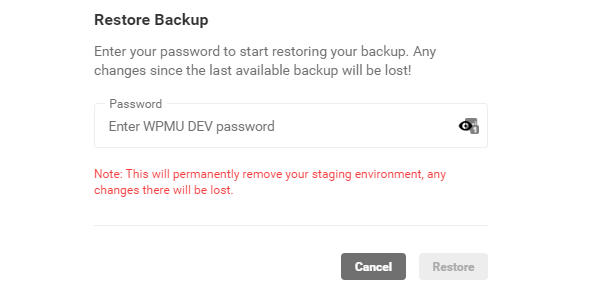 Restore Backup
Enter your password to start restoring your backup. Any
changes since the last available backup will be lost!
Password
Enter WPMU DEV password
Note: This will permanently remove your staging environment, any
changes there will be lost.
Cancel
Restore